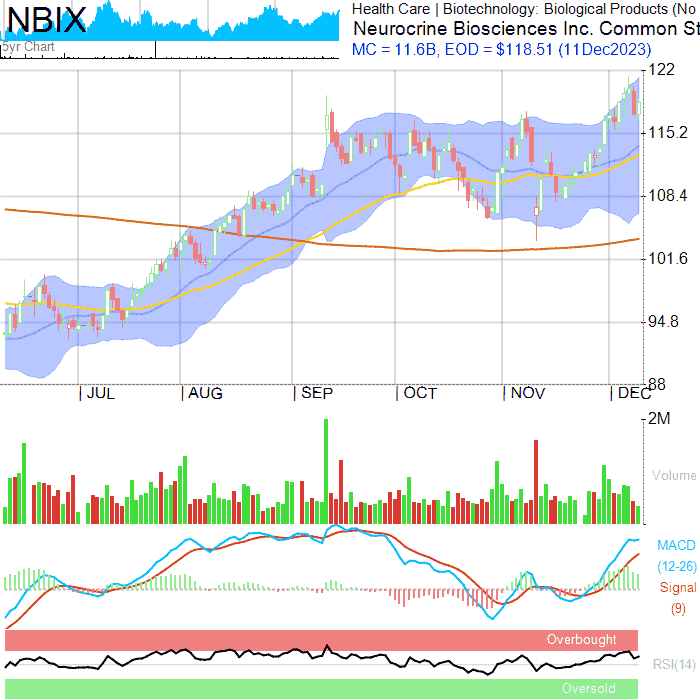 NBIX
5yr Chart
Health Care | Biotechnology: Biological Products (No
Neurocrine Biosciences Inc. Common St
MC = 11.6B, EOD = $118.51 (11Dec2023)
122
115.2
108.4
101.6
94.8
88
| JUL | AUG | SEP | OCT | NOV | DEC
2M
Volume
MACD
(12-26)
Signal
(9)
Overbought
RSI(14)
Oversold